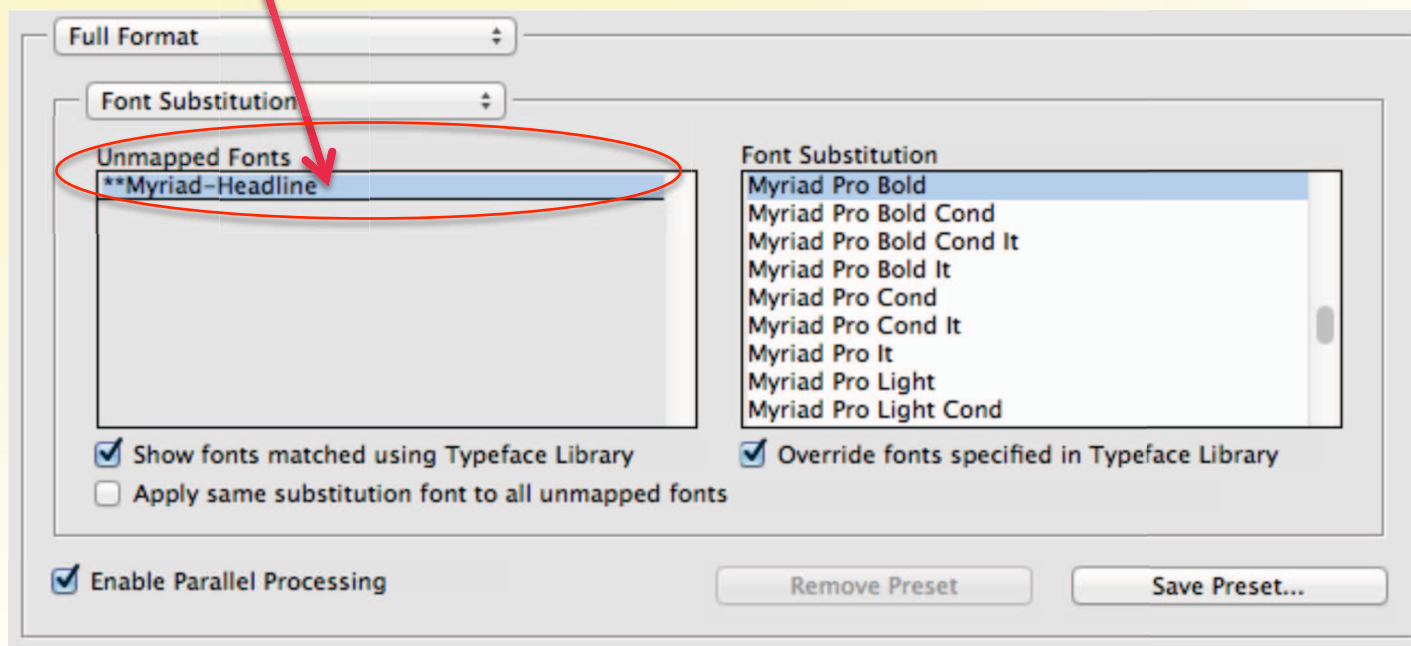 Full Format
Font Substitution
Unmapped Fonts
**Myriad-Headline
Font Substitution
Myriad Pro Bold
Myriad Pro Bold Cond
Myriad Pro Bold Cond It
Myriad Pro Bold It
Myriad Pro Cond
Myriad Pro Cond It
Myriad Pro It
Myriad Pro Light
Myriad Pro Light Cond
Show fonts matched using Typeface Library
Override fonts specified in Typeface Library
Apply same substitution font to all unmapped fonts
Enable Parallel Processing
Remove Preset
Save Preset...